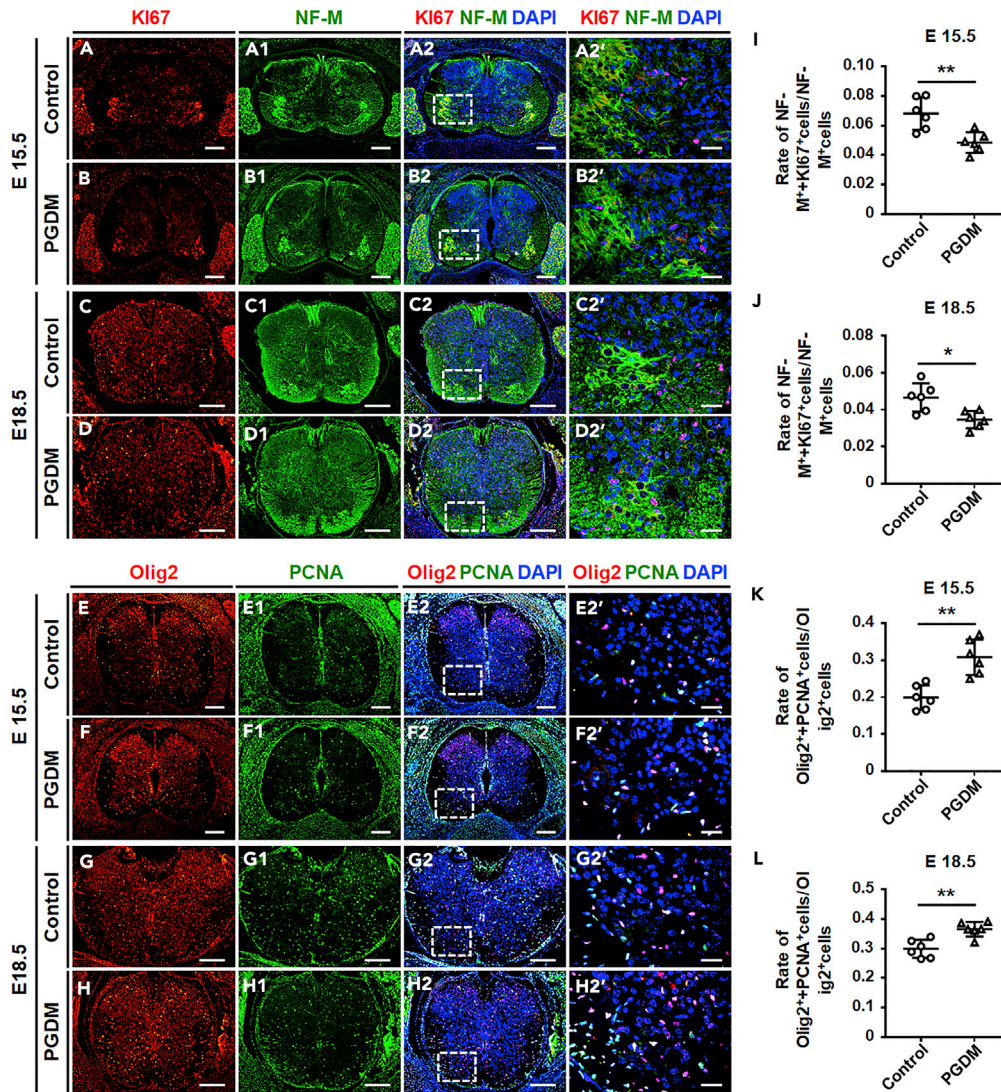 KI67 NF-M KI67 NF-M DAPI KI67 NF-M DAPI
E 15.5
Control
A A1 A2 A2′
PGDM
B B1 B2 B2′
E18.5
Control
C C1 C2 C2′
PGDM
D D1 D2 D2′
Olig2 PCNA Olig2 PCNA DAPI Olig2 PCNA DAPI
E 15.5
Control
E E1 E2 E2′
PGDM
F F1 F2 F2′
E18.5
Control
G G1 G2 G2′
PGDM
H H1 H2 H2′
I
E 15.5
Rate of NF-
M⁺+KI67⁺cells/NF-
M⁺cells
0.10
0.08
0.06
0.04
0.02
0
**
Control
PGDM
J
E 18.5
Rate of NF-
M⁺+KI67⁺cells/NF-
M⁺cells
0.08
0.06
0.04
0.02
0
*
Control
PGDM
K
E 15.5
Rate of
Olig2⁺+PCNA⁺cells/Ol
ig2⁺cells
0.4
0.3
0.2
0.1
0
**
Control
PGDM
L
E 18.5
Rate of
Olig2⁺+PCNA⁺cells/Ol
ig2⁺cells
0.5
0.4
0.3
0.2
0.1
0
**
Control
PGDM